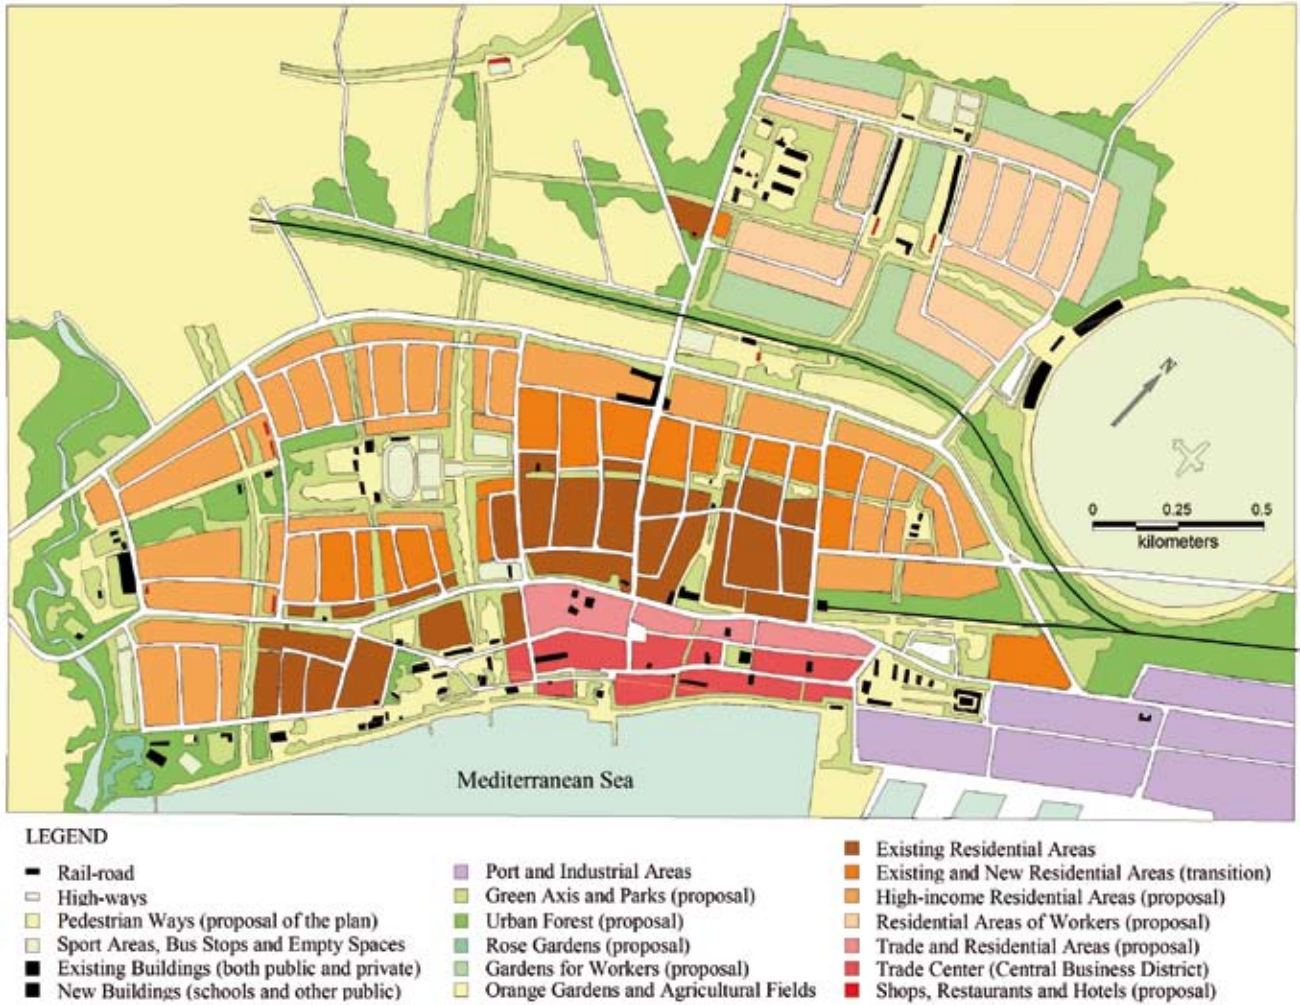 N
0 0.25 0.5
kilometers
Mediterranean Sea
LEGEND
Rail-road
High-ways
Pedestrian Ways (proposal of the plan)
Sport Areas, Bus Stops and Empty Spaces
Existing Buildings (both public and private)
New Buildings (schools and other public)
Port and Industrial Areas
Green Axis and Parks (proposal)
Urban Forest (proposal)
Rose Gardens (proposal)
Gardens for Workers (proposal)
Orange Gardens and Agricultural Fields
Existing Residential Areas
Existing and New Residential Areas (transition)
High-income Residential Areas (proposal)
Residential Areas of Workers (proposal)
Trade and Residential Areas (proposal)
Trade Center (Central Business District)
Shops, Restaurants and Hotels (proposal)